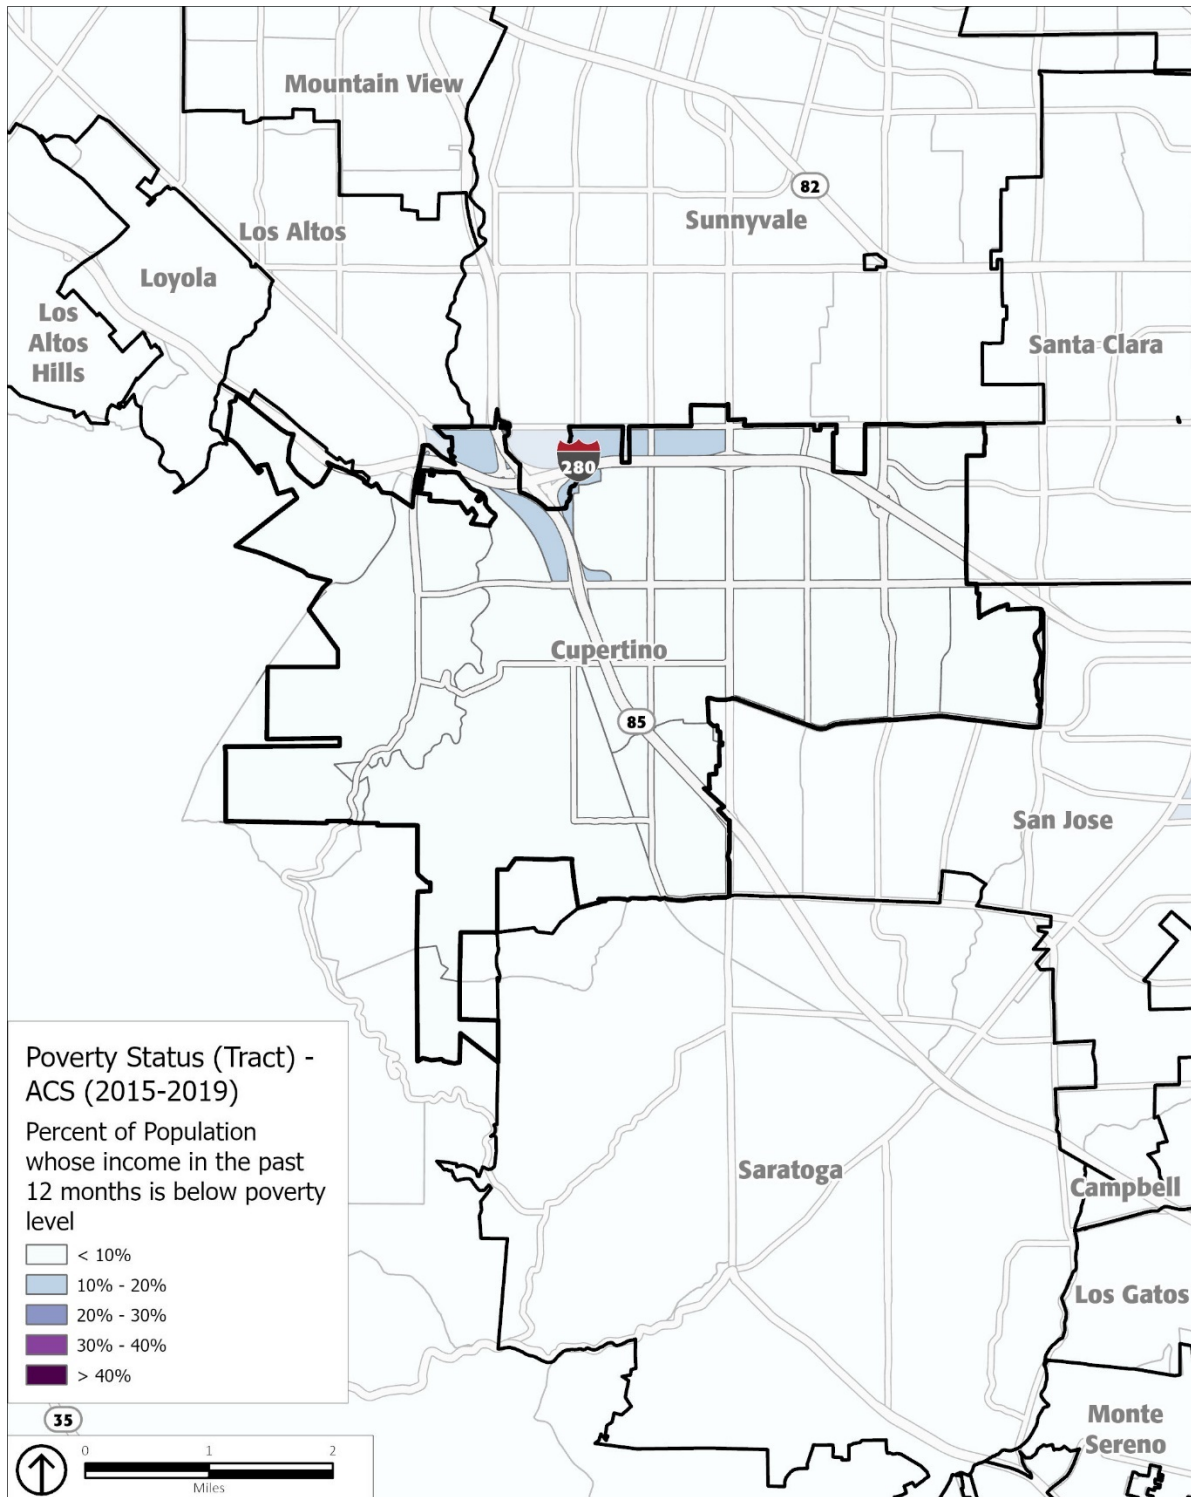 Mountain View
82
Sunnyvale
Los Altos
Loyola
Los
Altos
Hills
Santa Clara
280
Cupertino
85
San Jose
Saratoga
Campbell
Los Gatos
Monte
Sereno
Poverty Status (Tract) -
ACS (2015-2019)
Percent of Population
whose income in the past
12 months is below poverty
level
< 10%
10% - 20%
20% - 30%
30% - 40%
> 40%
35
0 1 2
Miles